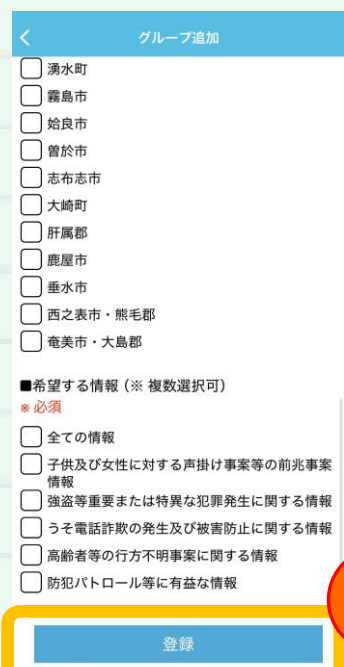 グループ追加
湧水町
霧島市
姶良市
曽於市
志布志市
大崎町
肝属郡
鹿屋市
垂水市
西之表市・熊毛郡
奄美市・大島郡
■希望する情報（※ 複数選択可）
※ 必須
全ての情報
子供及び女性に対する声掛け事案等の前兆事案
情報
強盗等重要または特異な犯罪発生に関する情報
うそ電話詐欺の発生及び被害防止に関する情報
高齢者等の行方不明事案に関する情報
防犯パトロール等に有益な情報
登録